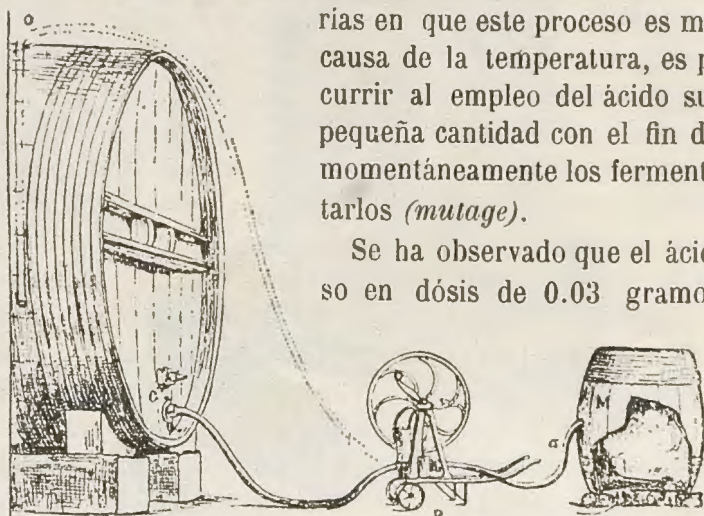 rías en que este proceso es m
causa de la temperatura, es p
currir al empleo del ácido su
pequeña cantidad con el fin d
momentáneamente los ferment
tarlos (mutage).
Se ha observado que el ácid
so en dósis de 0.03 gramo
o
C
a
M
P